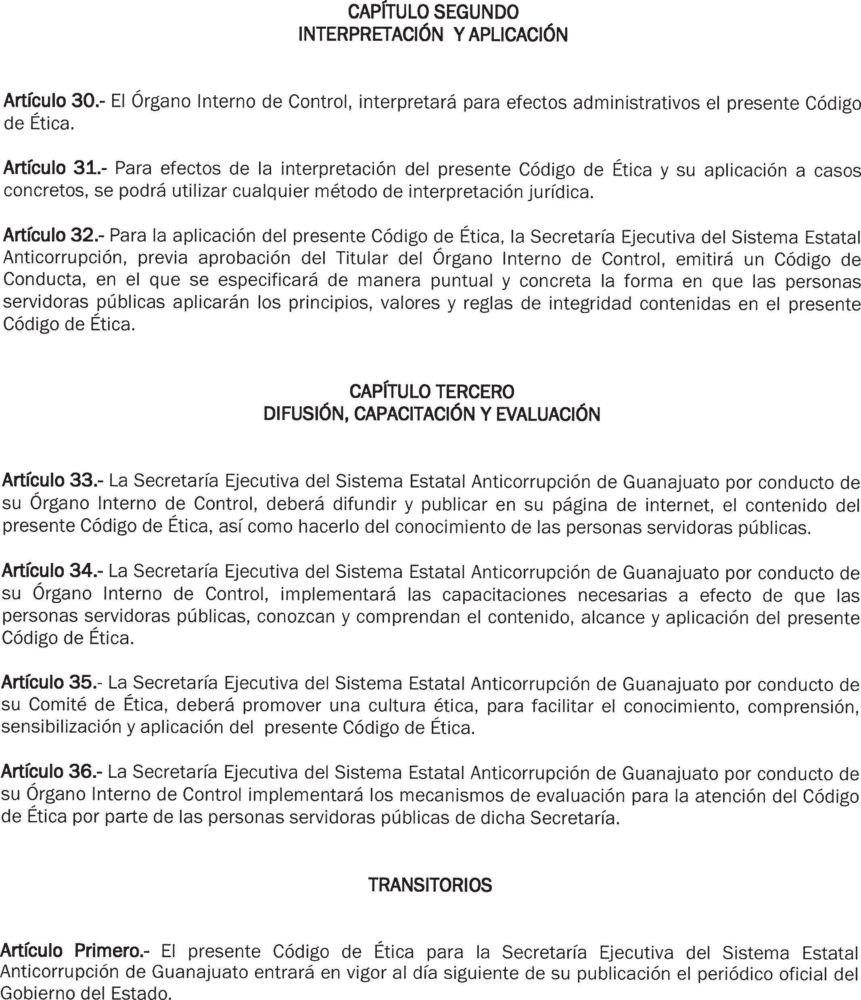 CAPÍTULO SEGUNDO
INTERPRETACIÓN Y APLICACIÓN
Artículo 30.- El Órgano Interno de Control, interpretará para efectos administrativos el presente Código
de Ética.
Artículo 31.- Para efectos de la interpretación del presente Código de Ética y su aplicación a casos
concretos, se podrá utilizar cualquier método de interpretación jurídica.
Artículo 32.- Para la aplicación del presente Código de Ética, la Secretaría Ejecutiva del Sistema Estatal
Anticorrupción, previa aprobación del Titular del Órgano Interno de Control, emitirá un Código de
Conducta, en el que se especificará de manera puntual y concreta la forma en que las personas
servidoras públicas aplicarán los principios, valores y reglas de integridad contenidas en el presente
Código de Ética.
CAPÍTULO TERCERO
DIFUSIÓN, CAPACITACIÓN Y EVALUACIÓN
Artículo 33.- La Secretaría Ejecutiva del Sistema Estatal Anticorrupción de Guanajuato por conducto de
su Órgano Interno de Control, deberá difundir y publicar en su página de internet, el contenido del
presente Código de Ética, así como hacerlo del conocimiento de las personas servidoras públicas.
Artículo 34.- La Secretaría Ejecutiva del Sistema Estatal Anticorrupción de Guanajuato por conducto de
su Órgano Interno de Control, implementará las capacitaciones necesarias a efecto de que las
personas servidoras públicas, conozcan y comprendan el contenido, alcance y aplicación del presente
Código de Ética.
Artículo 35.- La Secretaría Ejecutiva del Sistema Estatal Anticorrupción de Guanajuato por conducto de
su Comité de Ética, deberá promover una cultura ética, para facilitar el conocimiento, comprensión,
sensibilización y aplicación del presente Código de Ética.
Artículo 36.- La Secretaría Ejecutiva del Sistema Estatal Anticorrupción de Guanajuato por conducto de
su Órgano Interno de Control implementará los mecanismos de evaluación para la atención del Código
de Ética por parte de las personas servidoras públicas de dicha Secretaría.
TRANSITORIOS
Artículo Primero.- El presente Código de Ética para la Secretaría Ejecutiva del Sistema Estatal
Anticorrupción de Guanajuato entrará en vigor al día siguiente de su publicación el periódico oficial del
Gobierno del Estado.